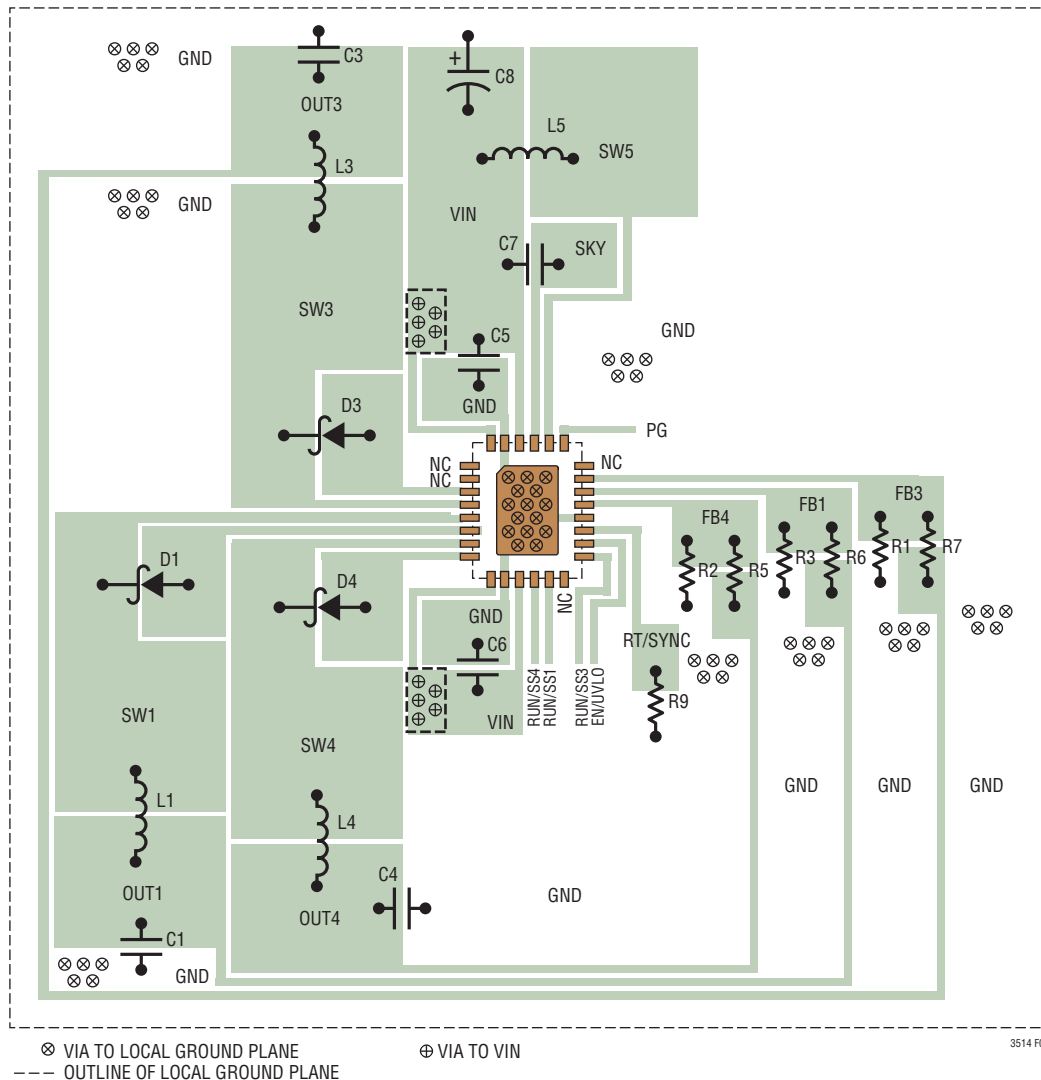 GND
C3
+
C8
OUT3
L5
SW5
L3
GND
VIN
C7
SKY
SW3
GND
C5
GND
D3
PG
NC
NC
NC
FB4
FB1
FB3
R2
R5
R3
R6
R1
R7
D1
D4
GND
NC
C6
RT/SYNC
R9
RUN/SS4
RUN/SS1
RUN/SS3
EN/UVLO
VIN
SW1
SW4
L1
L4
GND
GND
GND
OUT1
OUT4
C4
GND
C1
GND
⊗ VIA TO LOCAL GROUND PLANE
⊕ VIA TO VIN
--- OUTLINE OF LOCAL GROUND PLANE
3514